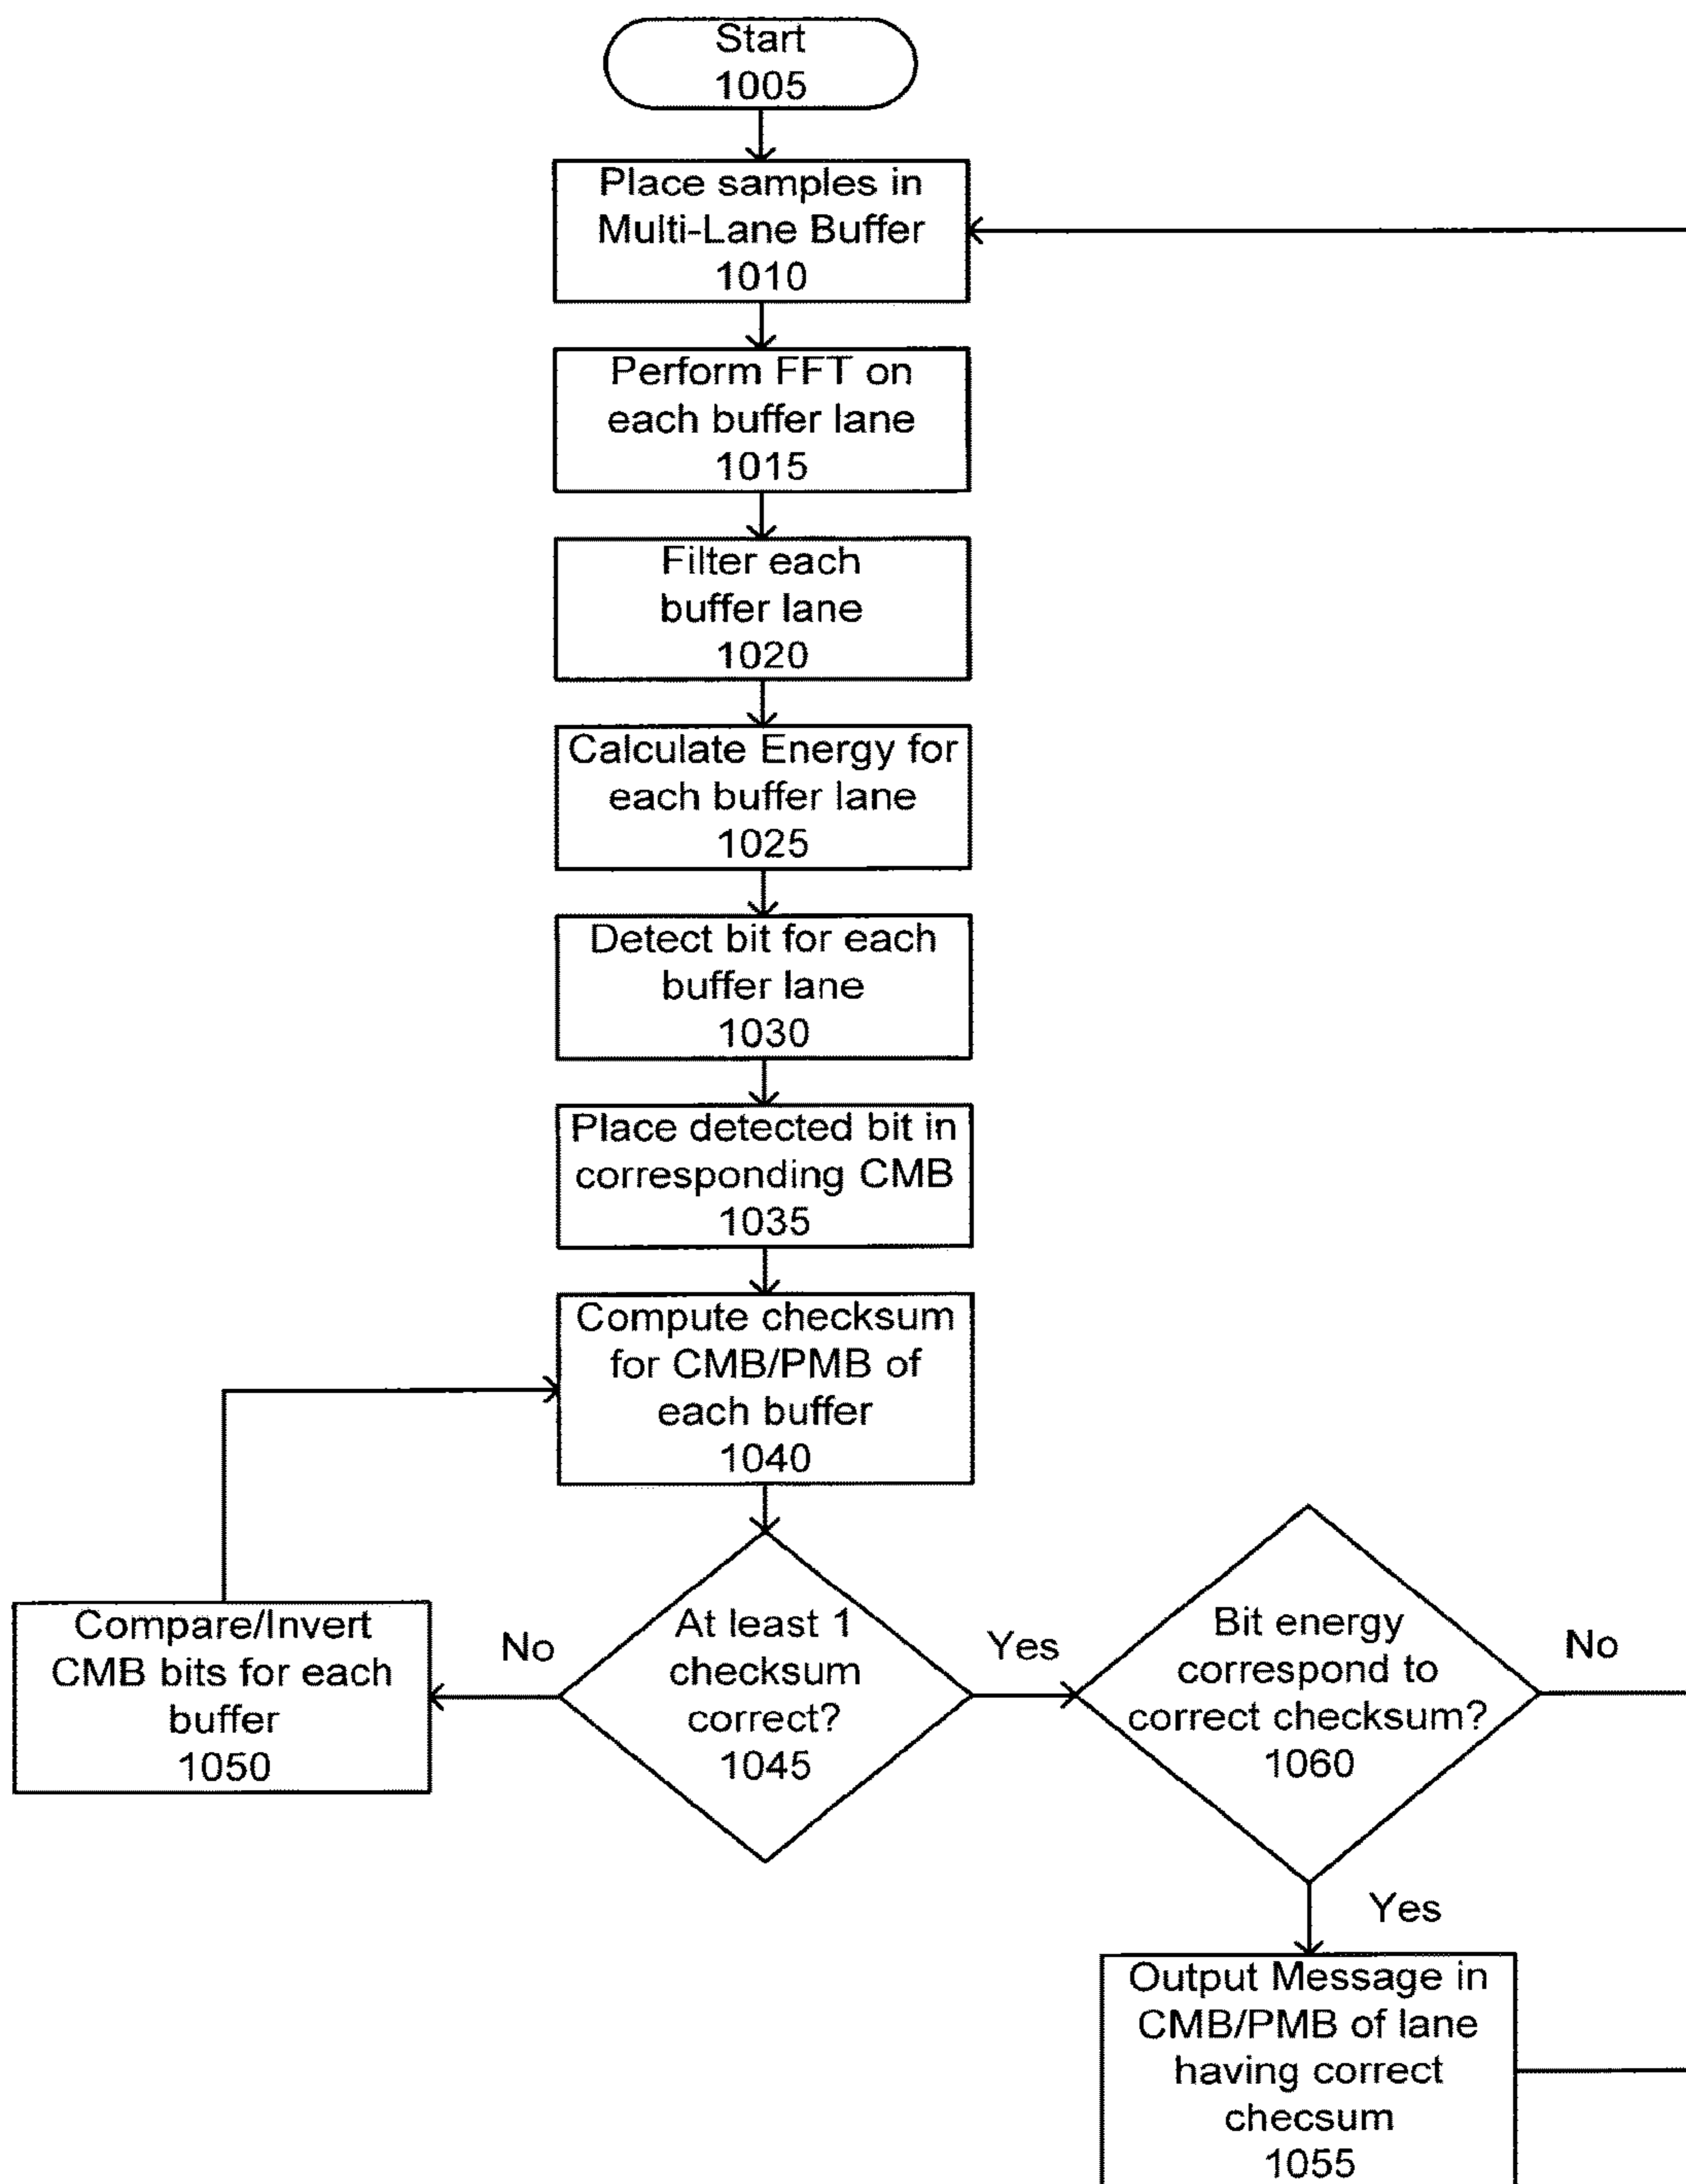 Start
1005
Place samples in
Multi-Lane Buffer
1010
Perform FFT on
each buffer lane
1015
Filter each
buffer lane
1020
Calculate Energy for
each buffer lane
1025
Detect bit for each
buffer lane
1030
Place detected bit in
corresponding CMB
1035
Compute checksum
for CMB/PMB of
each buffer
1040
At least 1
checksum
correct?
1045
No
Yes
Compare/Invert
CMB bits for each
buffer
1050
Bit energy
correspond to
correct checksum?
1060
No
Yes
Output Message in
CMB/PMB of lane
having correct
checsum
1055